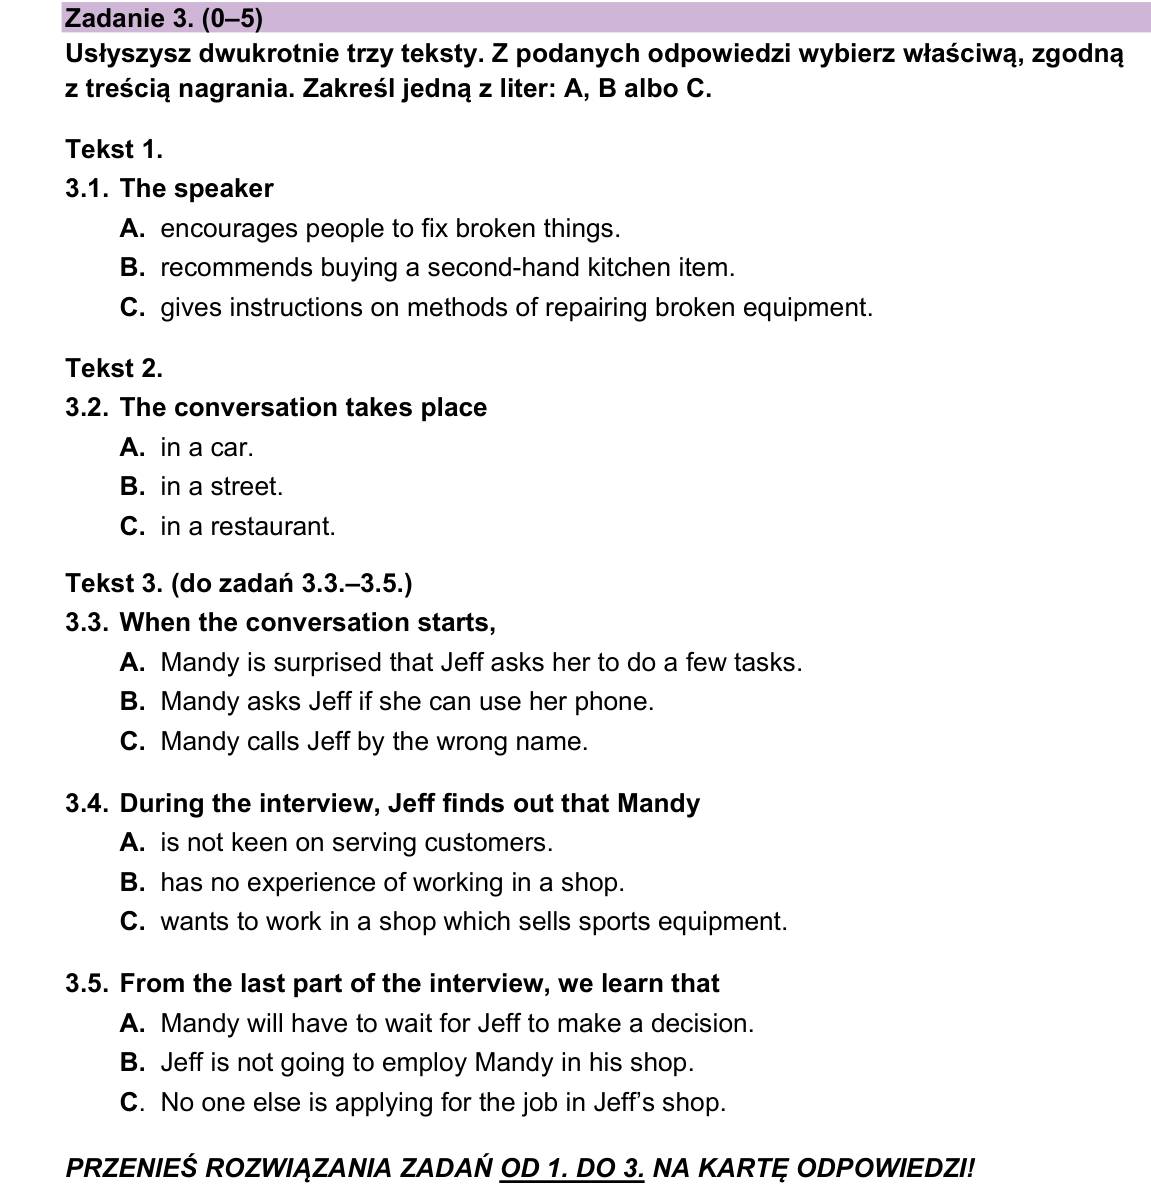 Zadanie 3. (0–5)
Usłyszysz dwukrotnie trzy teksty. Z podanych odpowiedzi wybierz właściwą, zgodną
z treścią nagrania. Zakreśl jedną z liter: A, B albo C.
Tekst 1.
3.1. The speaker
A. encourages people to fix broken things.
B. recommends buying a second-hand kitchen item.
C. gives instructions on methods of repairing broken equipment.
Tekst 2.
3.2. The conversation takes place
A. in a car.
B. in a street.
C. in a restaurant.
Tekst 3. (do zadań 3.3.–3.5.)
3.3. When the conversation starts,
A. Mandy is surprised that Jeff asks her to do a few tasks.
B. Mandy asks Jeff if she can use her phone.
C. Mandy calls Jeff by the wrong name.
3.4. During the interview, Jeff finds out that Mandy
A. is not keen on serving customers.
B. has no experience of working in a shop.
C. wants to work in a shop which sells sports equipment.
3.5. From the last part of the interview, we learn that
A. Mandy will have to wait for Jeff to make a decision.
B. Jeff is not going to employ Mandy in his shop.
C. No one else is applying for the job in Jeff’s shop.
PRZENIEŚ ROZWIĄZANIA ZADAŃ OD 1. DO 3. NA KARTĘ ODPOWIEDZI!